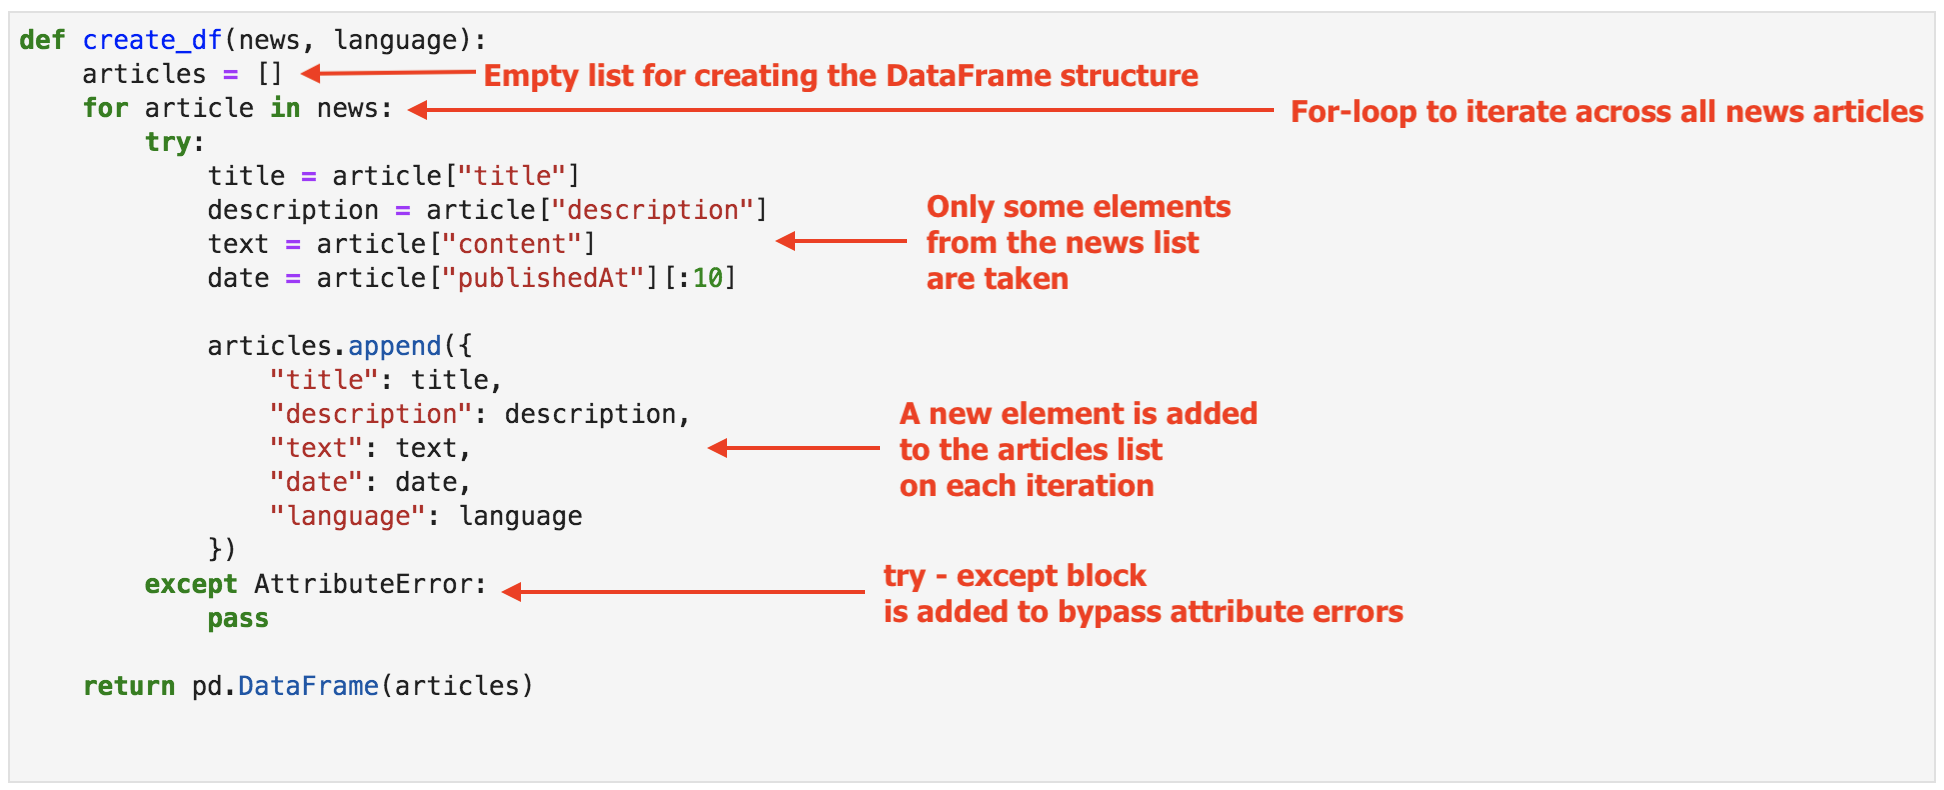 def create_df(news, language):
    articles = []
Empty list for creating the DataFrame structure
    for article in news:
For-loop to iterate across all news articles
        try:
            title = article["title"]
            description = article["description"]
            text = article["content"]
            date = article["publishedAt"][:10]
Only some elements
from the news list
are taken
            articles.append({
                "title": title,
                "description": description,
                "text": text,
                "date": date,
                "language": language
            })
A new element is added
to the articles list
on each iteration
        except AttributeError:
            pass
try - except block
is added to bypass attribute errors
    return pd.DataFrame(articles)